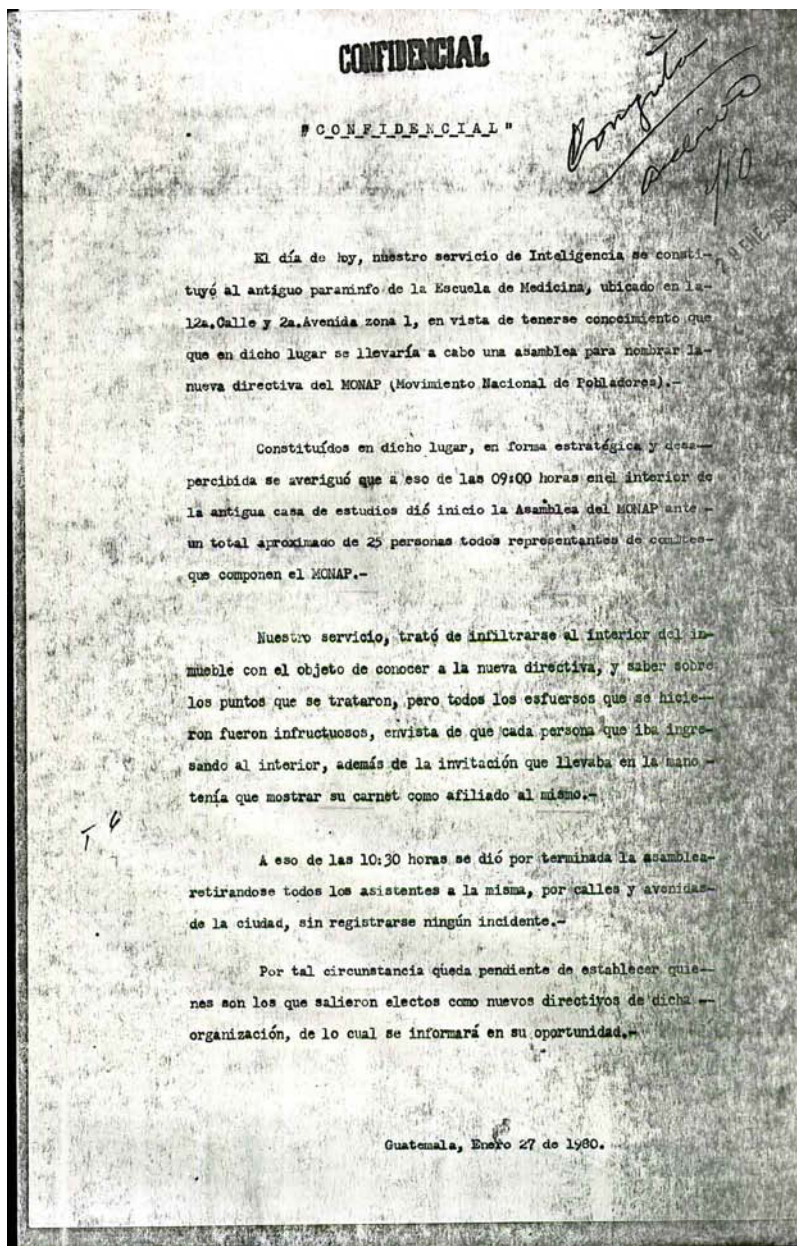 CONFIDENCIAL
"CONFIDENCIAL"
28 ENE. 1980
El día de hoy, nuestro servicio de Inteligencia se consti-
tuyó al antiguo paraninfo de la Escuela de Medicina, ubicado en la-
12a.Calle y 2a.Avenida zona 1, en vista de tenerse conocimiento que
que en dicho lugar se llevaría a cabo una asamblea para nombrar la-
nueva directiva del MONAP (Movimiento Nacional de Pobladores).-
Constituídos en dicho lugar, en forma estratégica y desa--
percibida se averiguó que a eso de las 09:00 horas enel interior de
la antigua casa de estudios dió inicio la Asamblea del MONAP ante -
un total aproximado de 25 personas todos representantes de comites-
que componen el MONAP.-
Nuestro servicio, trató de infiltrarse al interior del in-
mueble con el objeto de conocer a la nueva directiva, y saber sobre
los puntos que se trataron, pero todos los esfuersos que se hicie--
ron fueron infructuosos, envista de que cada persona que iba ingre-
sando al interior, además de la invitación que llevaba en la mano -
tenía que mostrar su carnet como afiliado al mismo.-
A eso de las 10:30 horas se dió por terminada la asamblea-
retirandose todos los asistentes a la misma, por calles y avenidas-
de la ciudad, sin registrarse ningún incidente.-
Por tal circunstancia queda pendiente de establecer quie--
nes son los que salieron electos como nuevos directivos de dicha --
organización, de lo cual se informará en su oportunidad.-
Guatemala, Enero 27 de 1980.